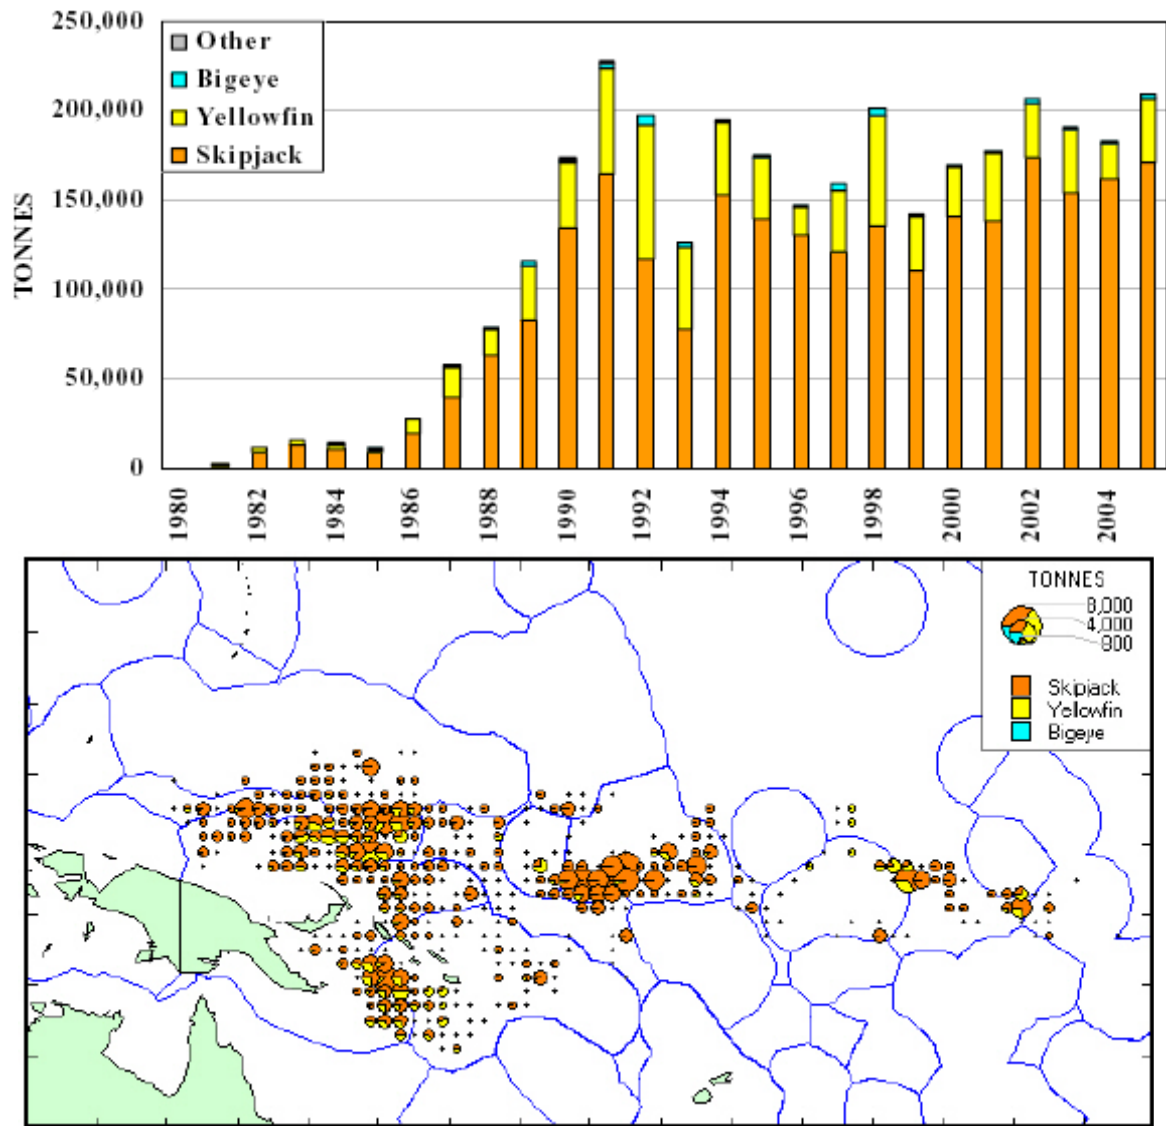 250,000
200,000
150,000
100,000
50,000
0
TONNES
Other
Bigeye
Yellowfin
Skipjack
1980
1982
1984
1986
1988
1990
1992
1994
1996
1998
2000
2002
2004
TONNES
8,000
4,000
800
Skipjack
Yellowfin
Bigeye